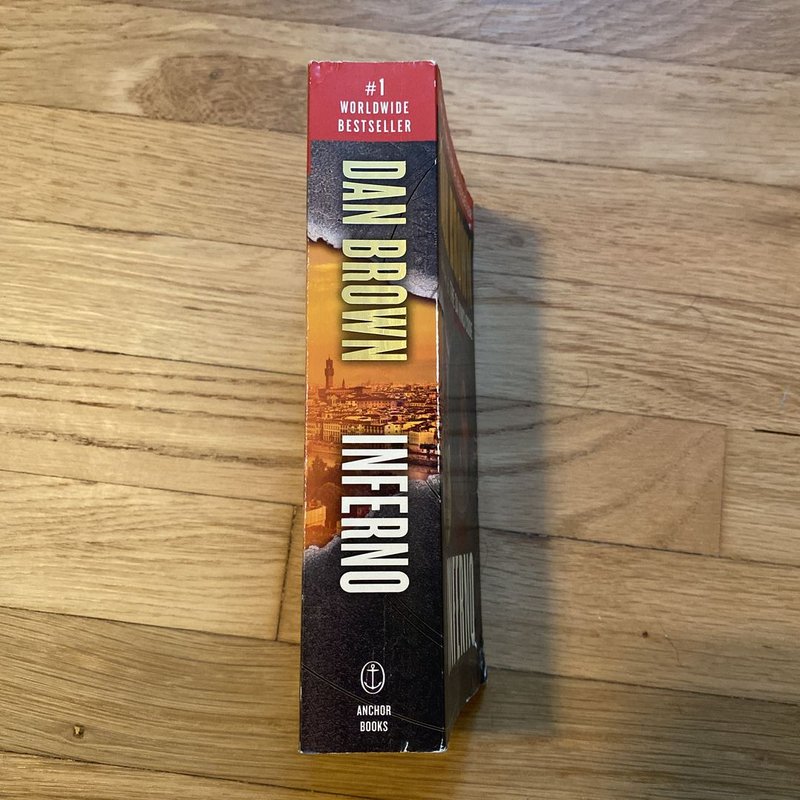 #1
WORLDWIDE
BESTSELLER
DAN BROWN
INFERNO
ANCHOR
BOOKS